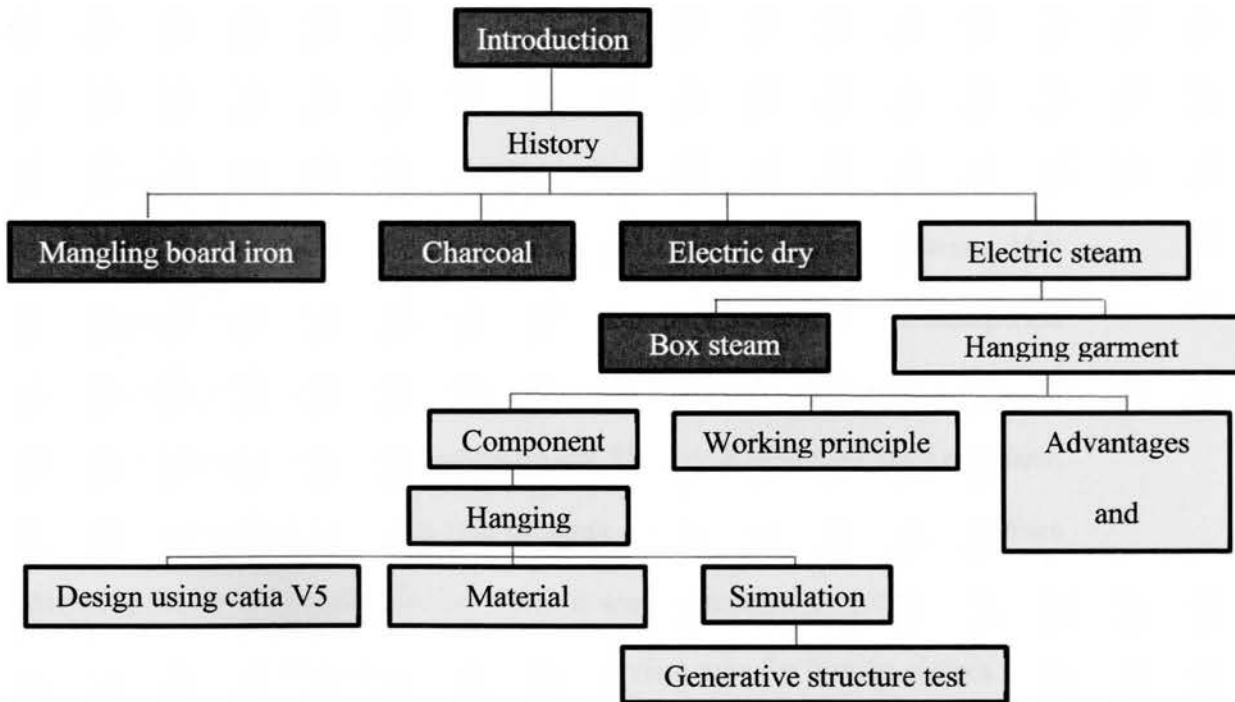 Introduction
History
Mangling board iron
Charcoal
Electric dry
Electric steam
Box steam
Hanging garment
Component
Working principle
Advantages
and
Hanging
Design using catia V5
Material
Simulation
Generative structure test